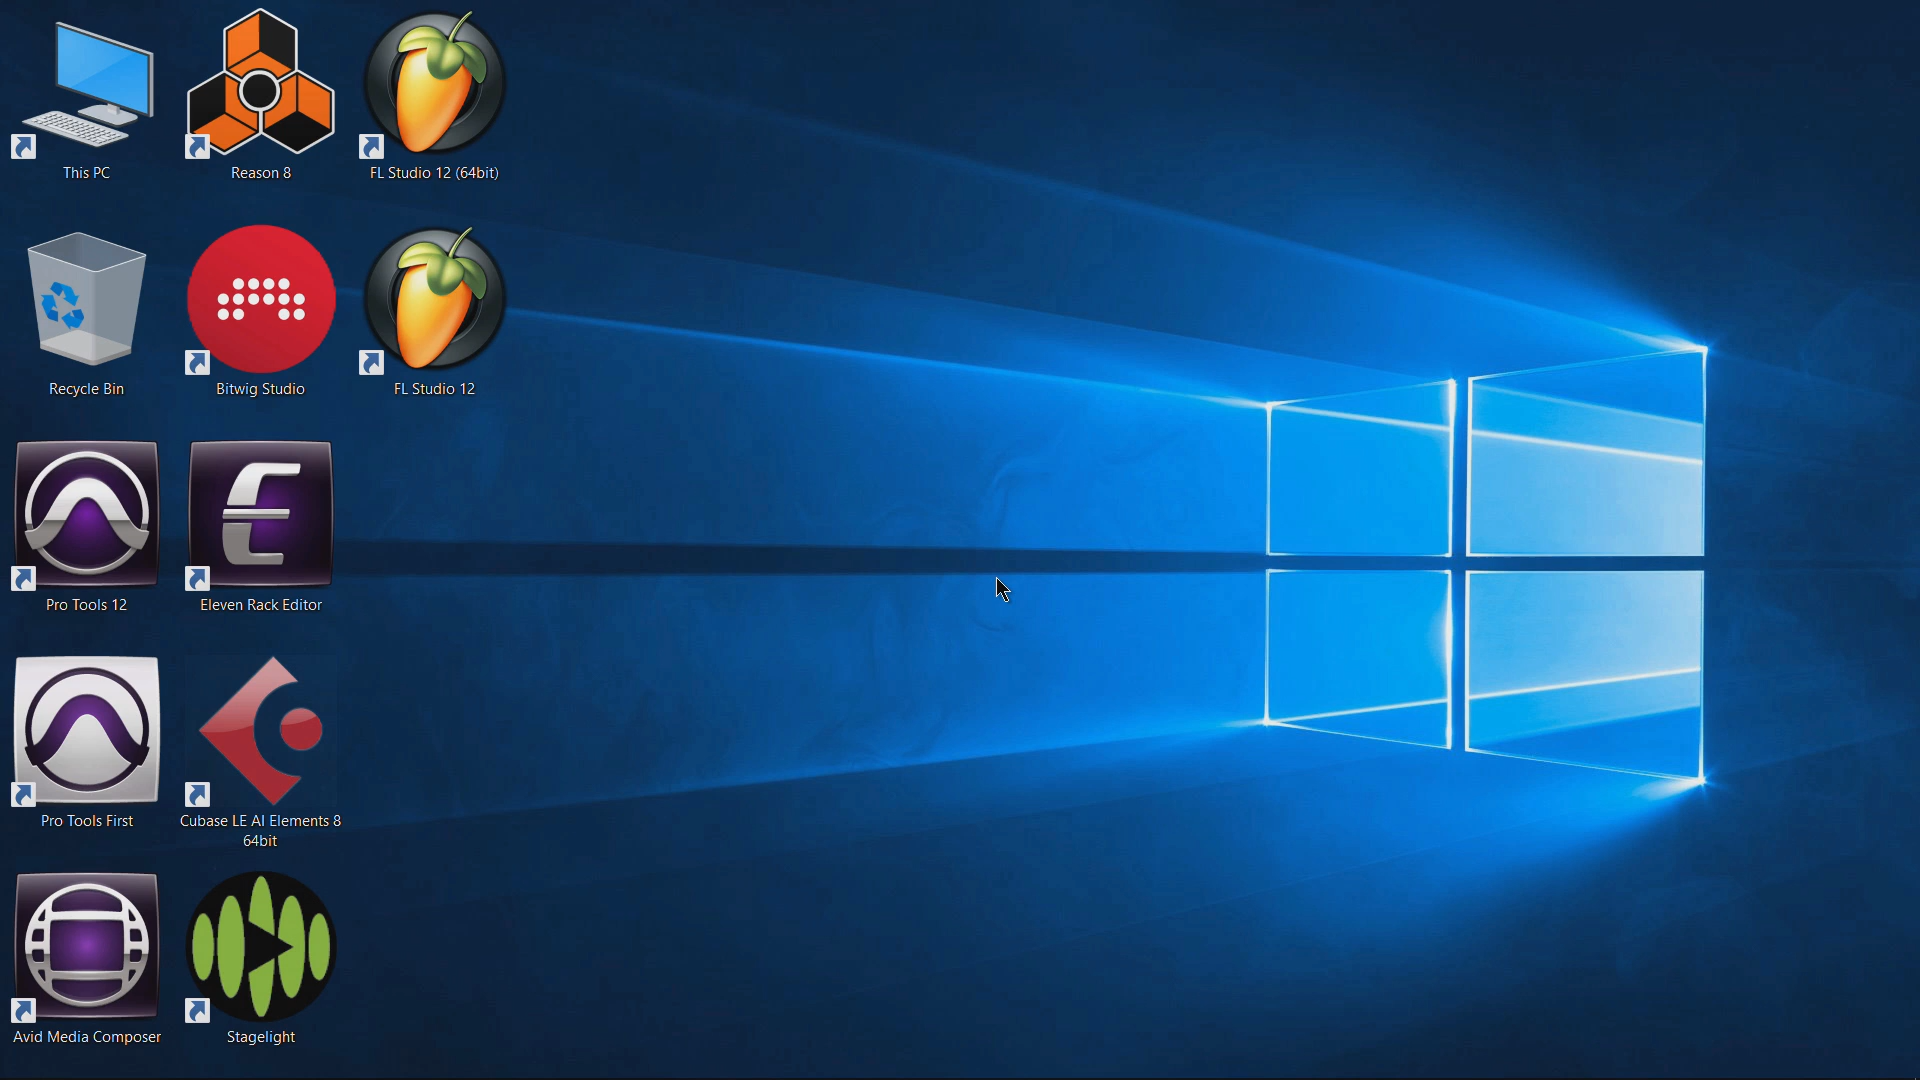 This PC
Reason 8
FL Studio 12 (64bit)
Recycle Bin
Bitwig Studio
FL Studio 12
Pro Tools 12
Eleven Rack Editor
Pro Tools First
Cubase LE AI Elements 8
64bit
Avid Media Composer
Stagelight